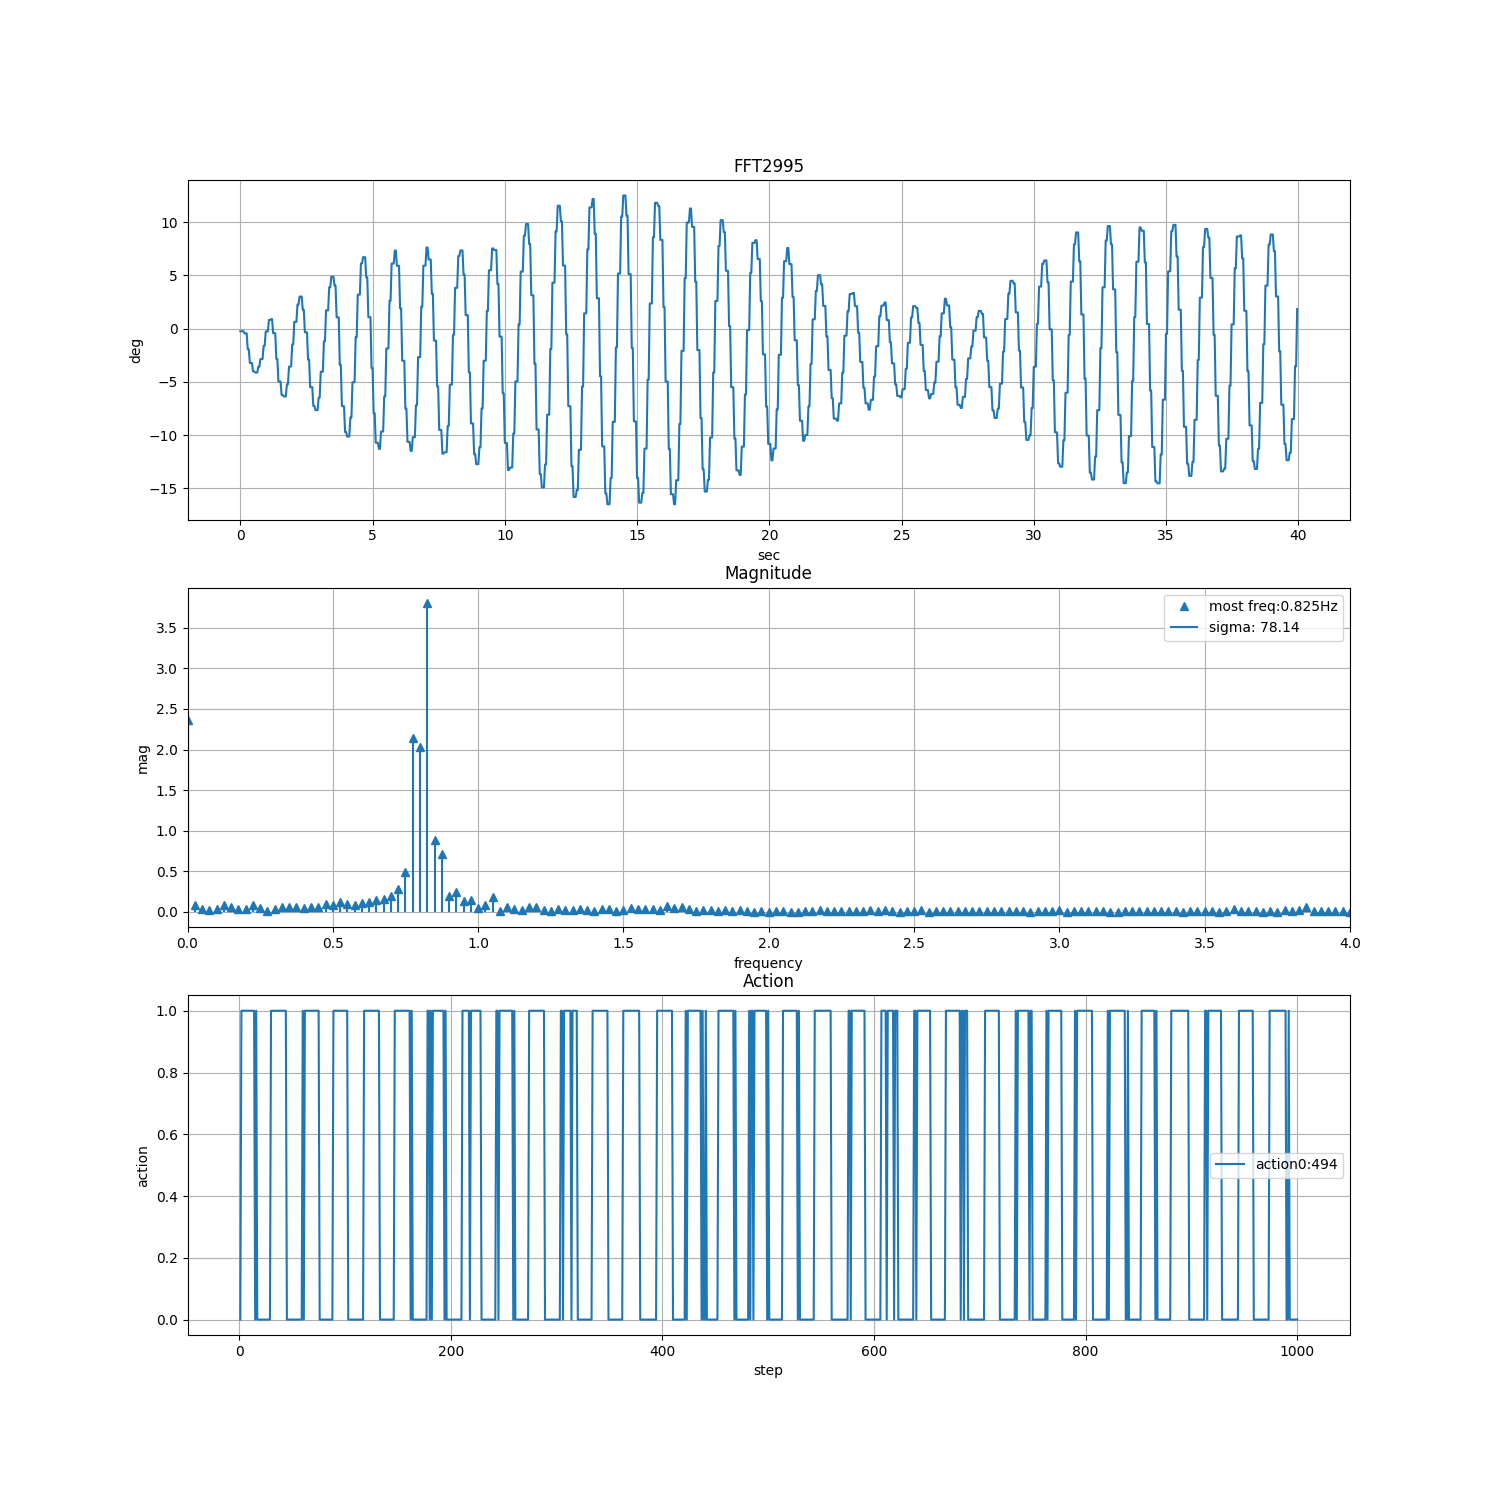 FFT2995
10
5
0
−5
−10
−15
deg
0 5 10 15 20 25 30 35 40
sec
Magnitude
most freq:0.825Hz
sigma: 78.14
3.5
3.0
2.5
2.0
1.5
1.0
0.5
0.0
mag
0.0 0.5 1.0 1.5 2.0 2.5 3.0 3.5 4.0
frequency
Action
1.0
0.8
0.6
0.4
0.2
0.0
action
action0:494
0 200 400 600 800 1000
step